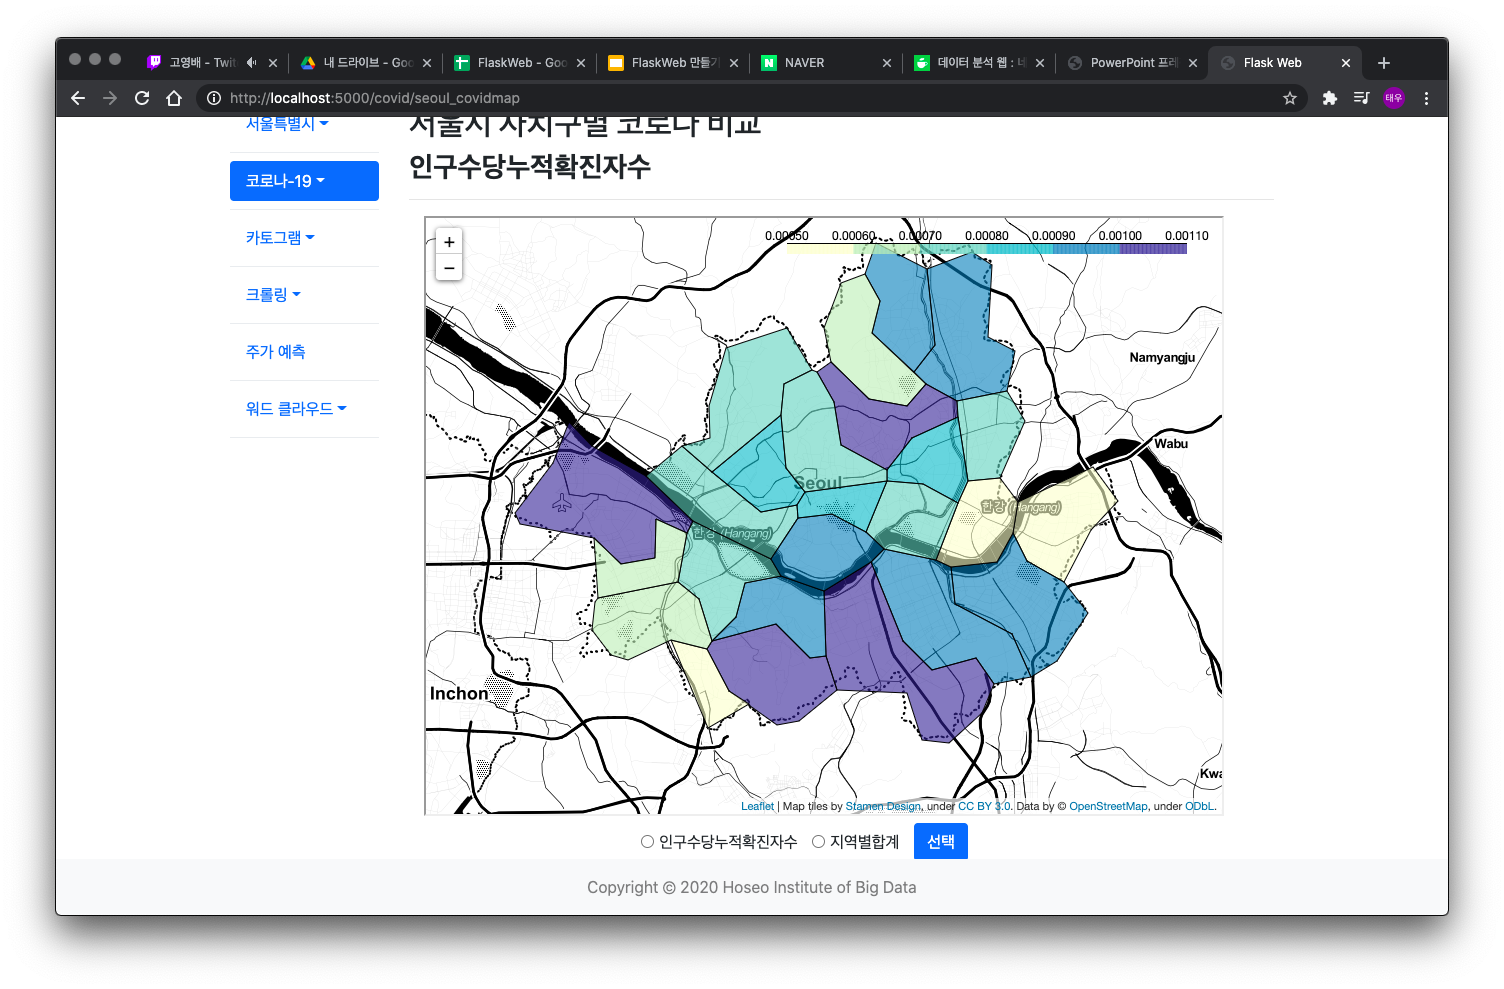 고영배 - Twit
내 드라이브 - Goo
FlaskWeb - Goo
FlaskWeb 만들기
NAVER
데이터 분석 웹 : 네
PowerPoint 프레
Flask Web
http://localhost:5000/covid/seoul_covidmap
태우
서울특별시
코로나-19
카토그램
크롤링
주가 예측
워드 클라우드
서울시 자치구별 코로나 비교
인구수당누적확진자수
+
−
0.00050 0.00060 0.00070 0.00080 0.00090 0.00100 0.00110
Namyangju
Wabu
Seoul
한강 (Hangang)
한강 (Hangang)
Inchon
Kwa
Leaflet | Map tiles by Stamen Design, under CC BY 3.0. Data by © OpenStreetMap, under ODbL.
인구수당누적확진자수 지역별합계 선택
Copyright © 2020 Hoseo Institute of Big Data